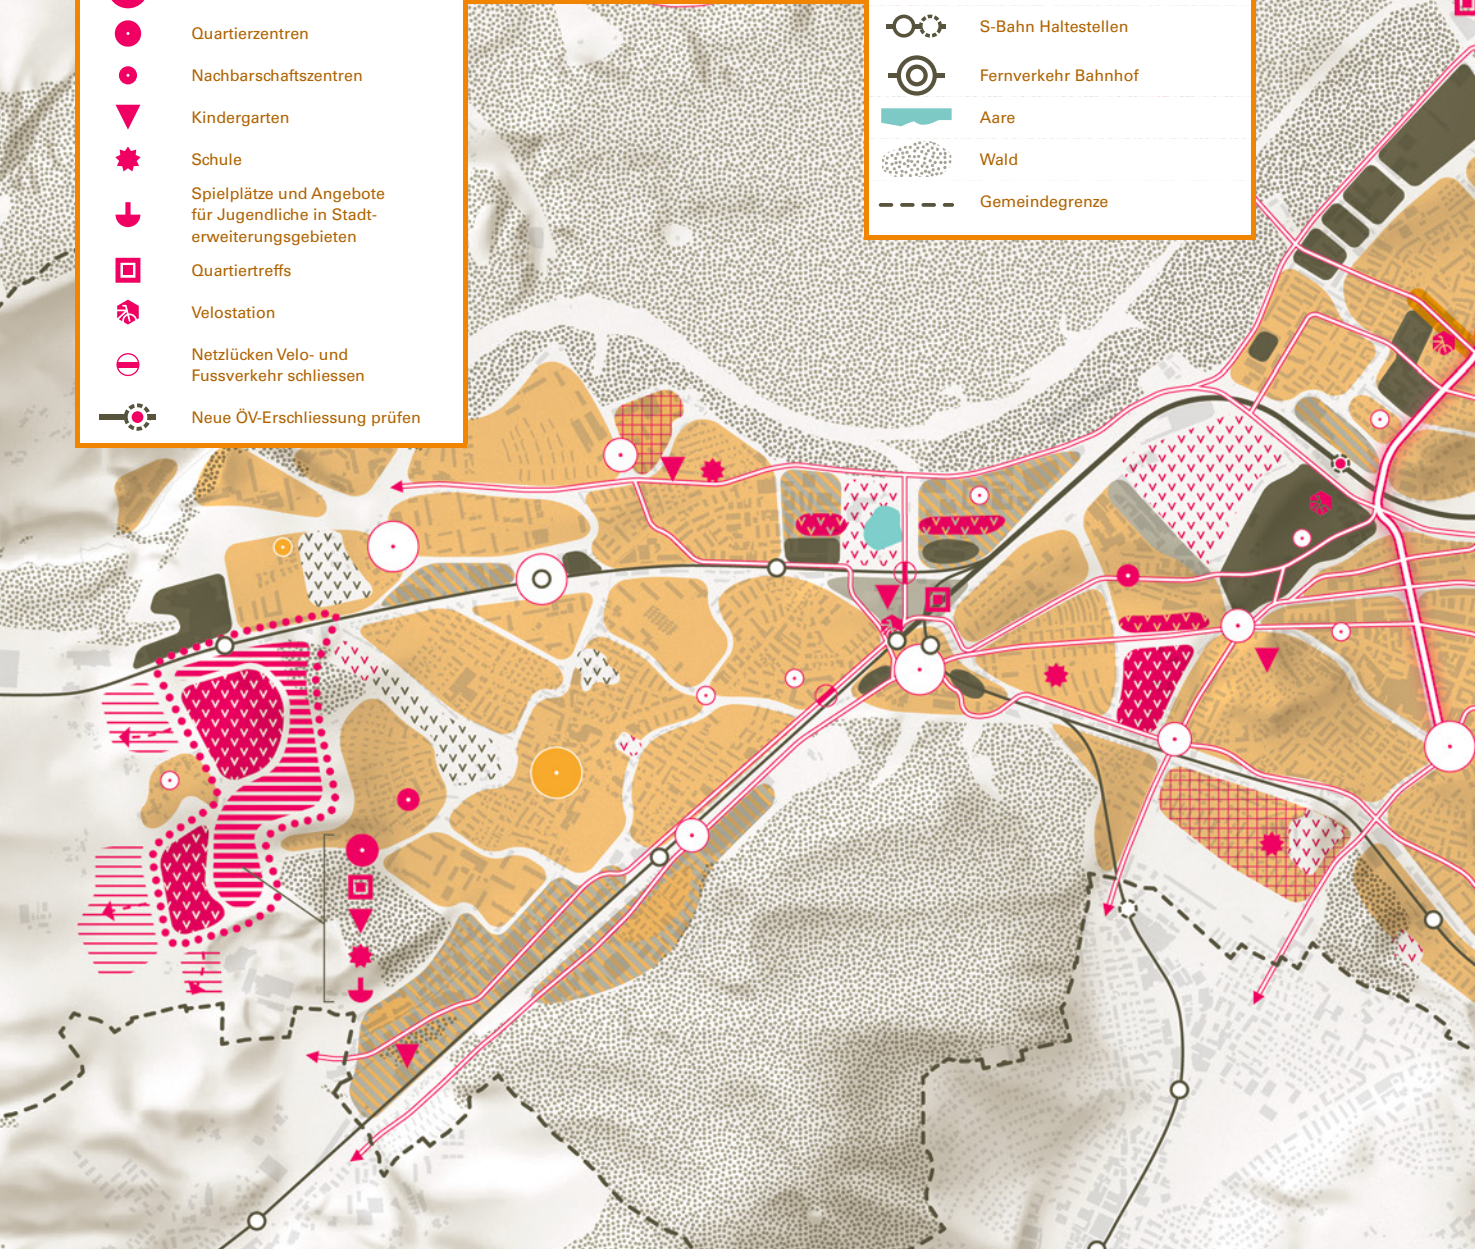 Quartierzentren
Nachbarschaftszentren
Kindergarten
Schule
Spielplätze und Angebote
für Jugendliche in Stadt-
erweiterungsgebieten
Quartiertreffs
Velostation
Netzlücken Velo- und
Fussverkehr schliessen
Neue ÖV-Erschliessung prüfen
S-Bahn Haltestellen
Fernverkehr Bahnhof
Aare
Wald
Gemeindegrenze